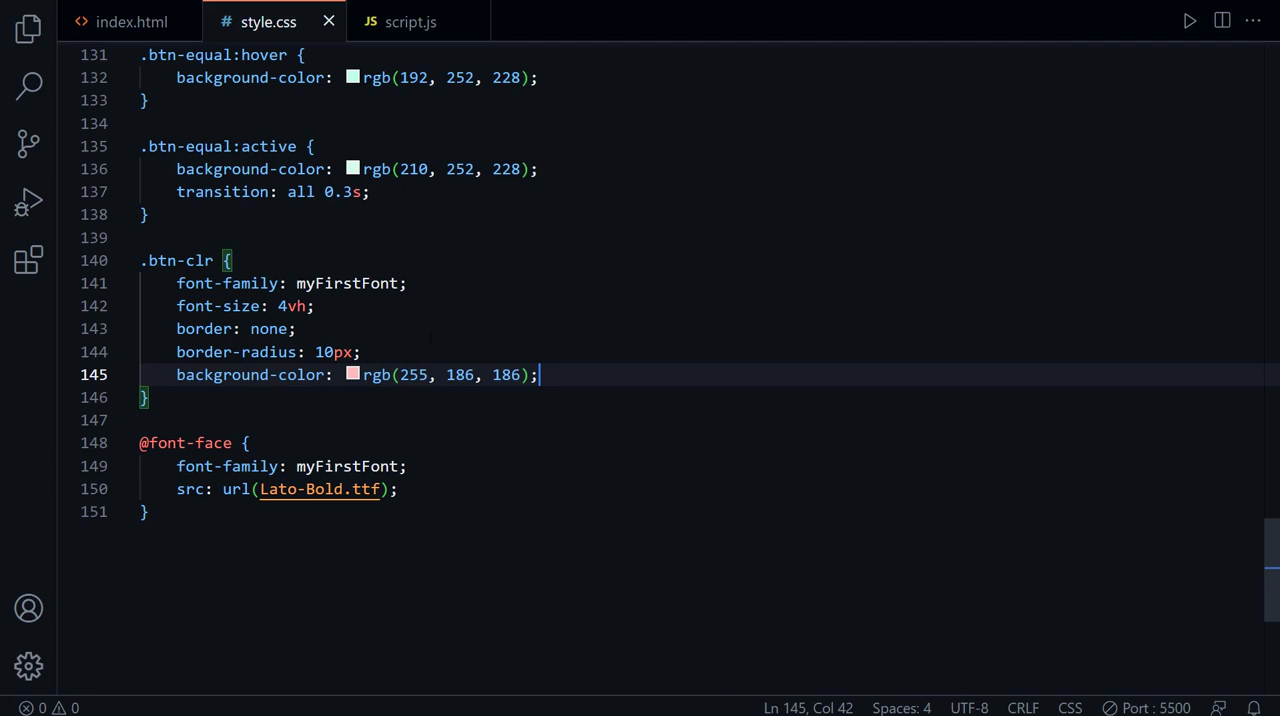 index.html
# style.css
JS script.js
131 .btn-equal:hover {
132 background-color: rgb(192, 252, 228);
133 }
134
135 .btn-equal:active {
136 background-color: rgb(210, 252, 228);
137 transition: all 0.3s;
138 }
139
140 .btn-clr {
141 font-family: myFirstFont;
142 font-size: 4vh;
143 border: none;
144 border-radius: 10px;
145 background-color: rgb(255, 186, 186);
146 }
147
148 @font-face {
149 font-family: myFirstFont;
150 src: url(Lato-Bold.ttf);
151 }
0 0 Ln 145, Col 42 Spaces: 4 UTF-8 CRLF CSS Port : 5500